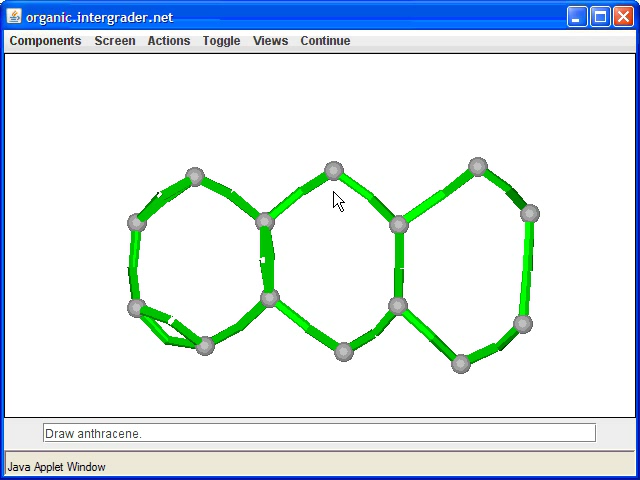 organic.intergrader.net
Components Screen Actions Toggle Views Continue
Draw anthracene.
Java Applet Window